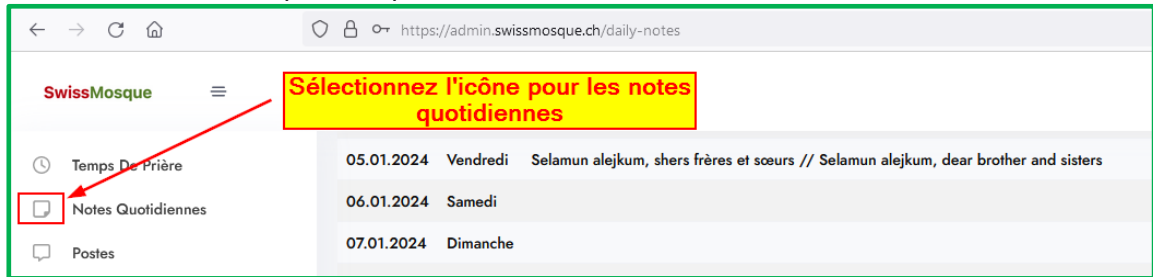 https://admin.swissmosque.ch/daily-notes
SwissMosque
Sélectionnez l'icône pour les notes
quotidiennes
Temps De Prière
05.01.2024 Vendredi Selamun alejkum, shers frères et sœurs // Selamun alejkum, dear brother and sisters
Notes Quotidiennes
06.01.2024 Samedi
Postes
07.01.2024 Dimanche